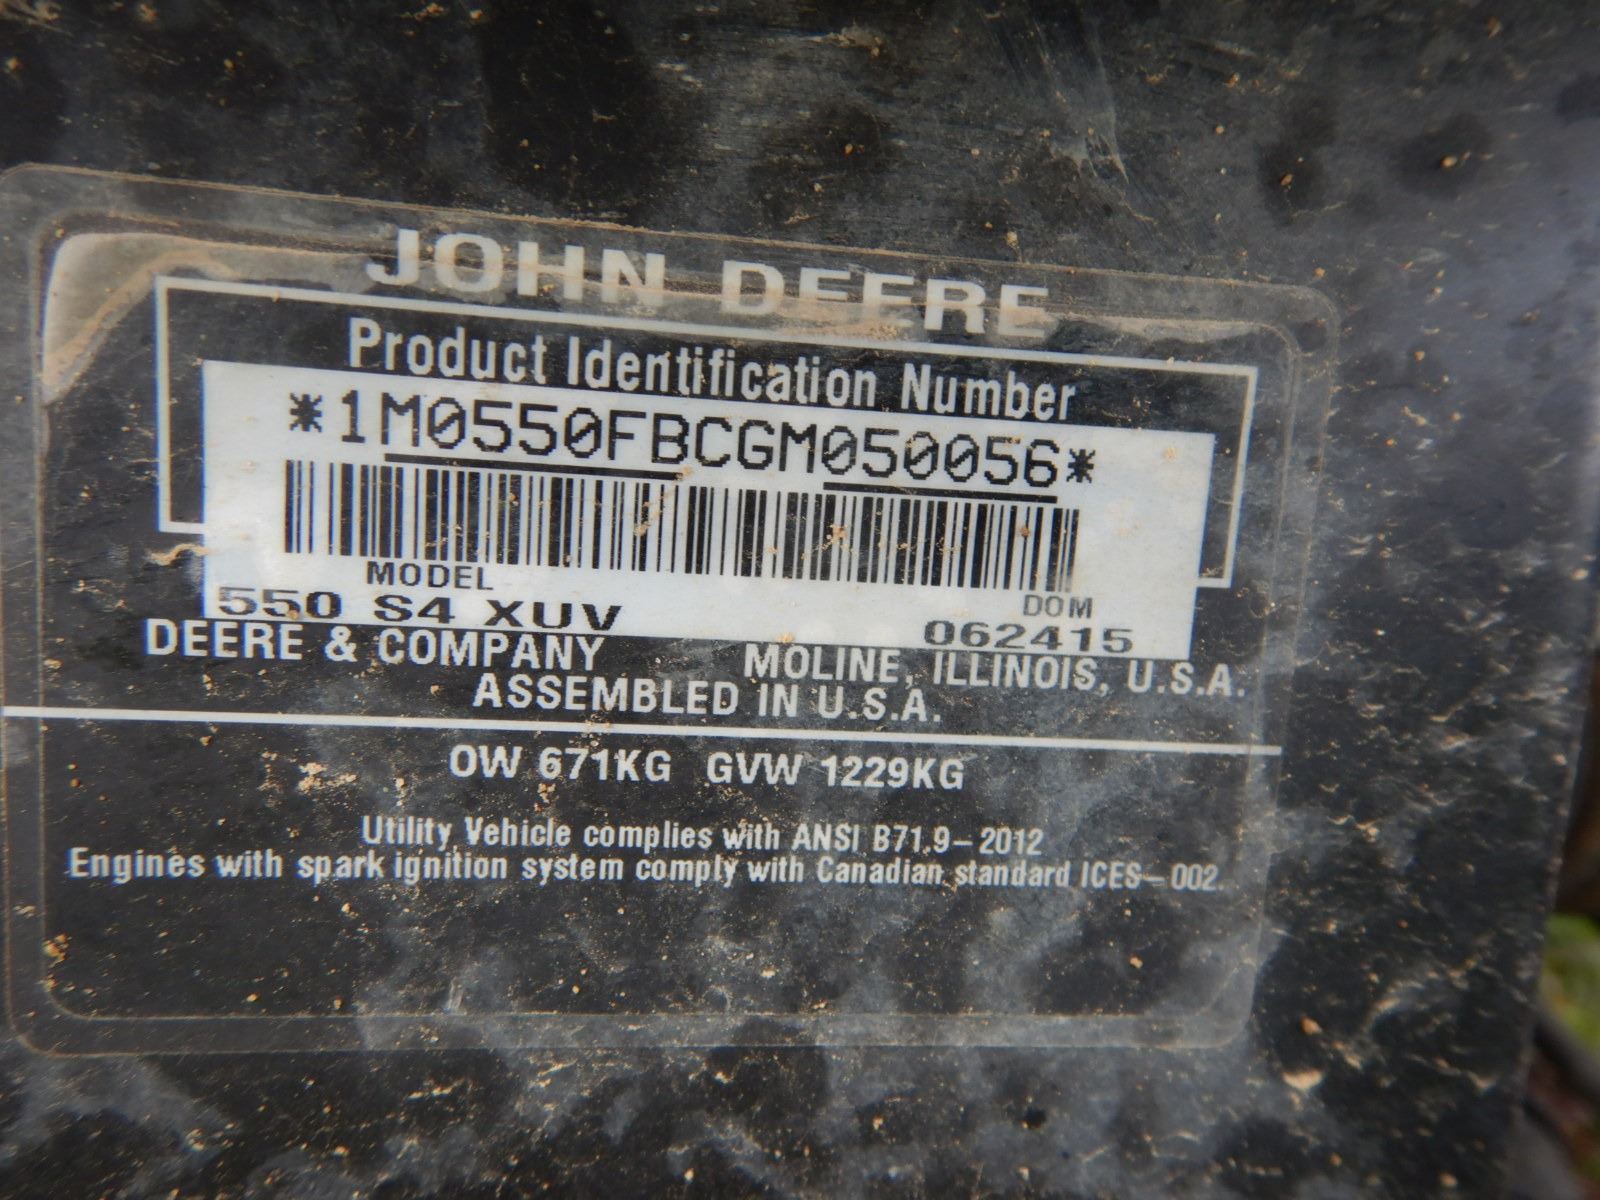 JOHN DEERE
Product Identification Number
*1M0550FBCGM050056*
MODEL DOM
550 S4 XUV 062415
DEERE & COMPANY MOLINE, ILLINOIS, U.S.A.
ASSEMBLED IN U.S.A.
OW 671KG GVW 1229KG
Utility Vehicle complies with ANSI B71.9-2012
Engines with spark ignition system comply with Canadian standard ICES-002.